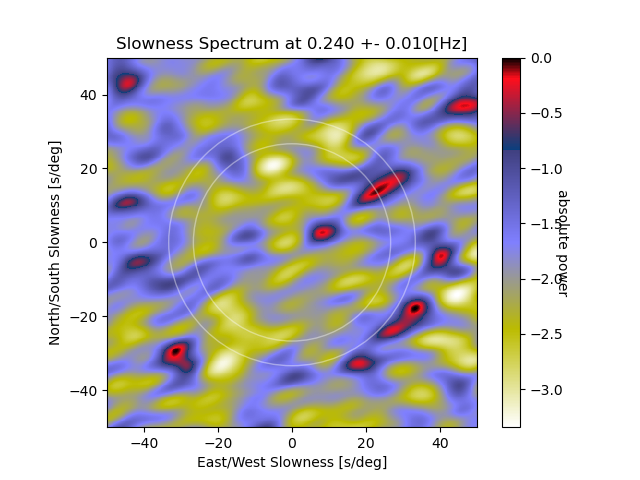 Slowness Spectrum at 0.240 +- 0.010[Hz]
North/South Slowness [s/deg]
40
20
0
−20
−40
−40 −20 0 20 40
East/West Slowness [s/deg]
0.0
−0.5
−1.0
−1.5
−2.0
−2.5
−3.0
absolute power